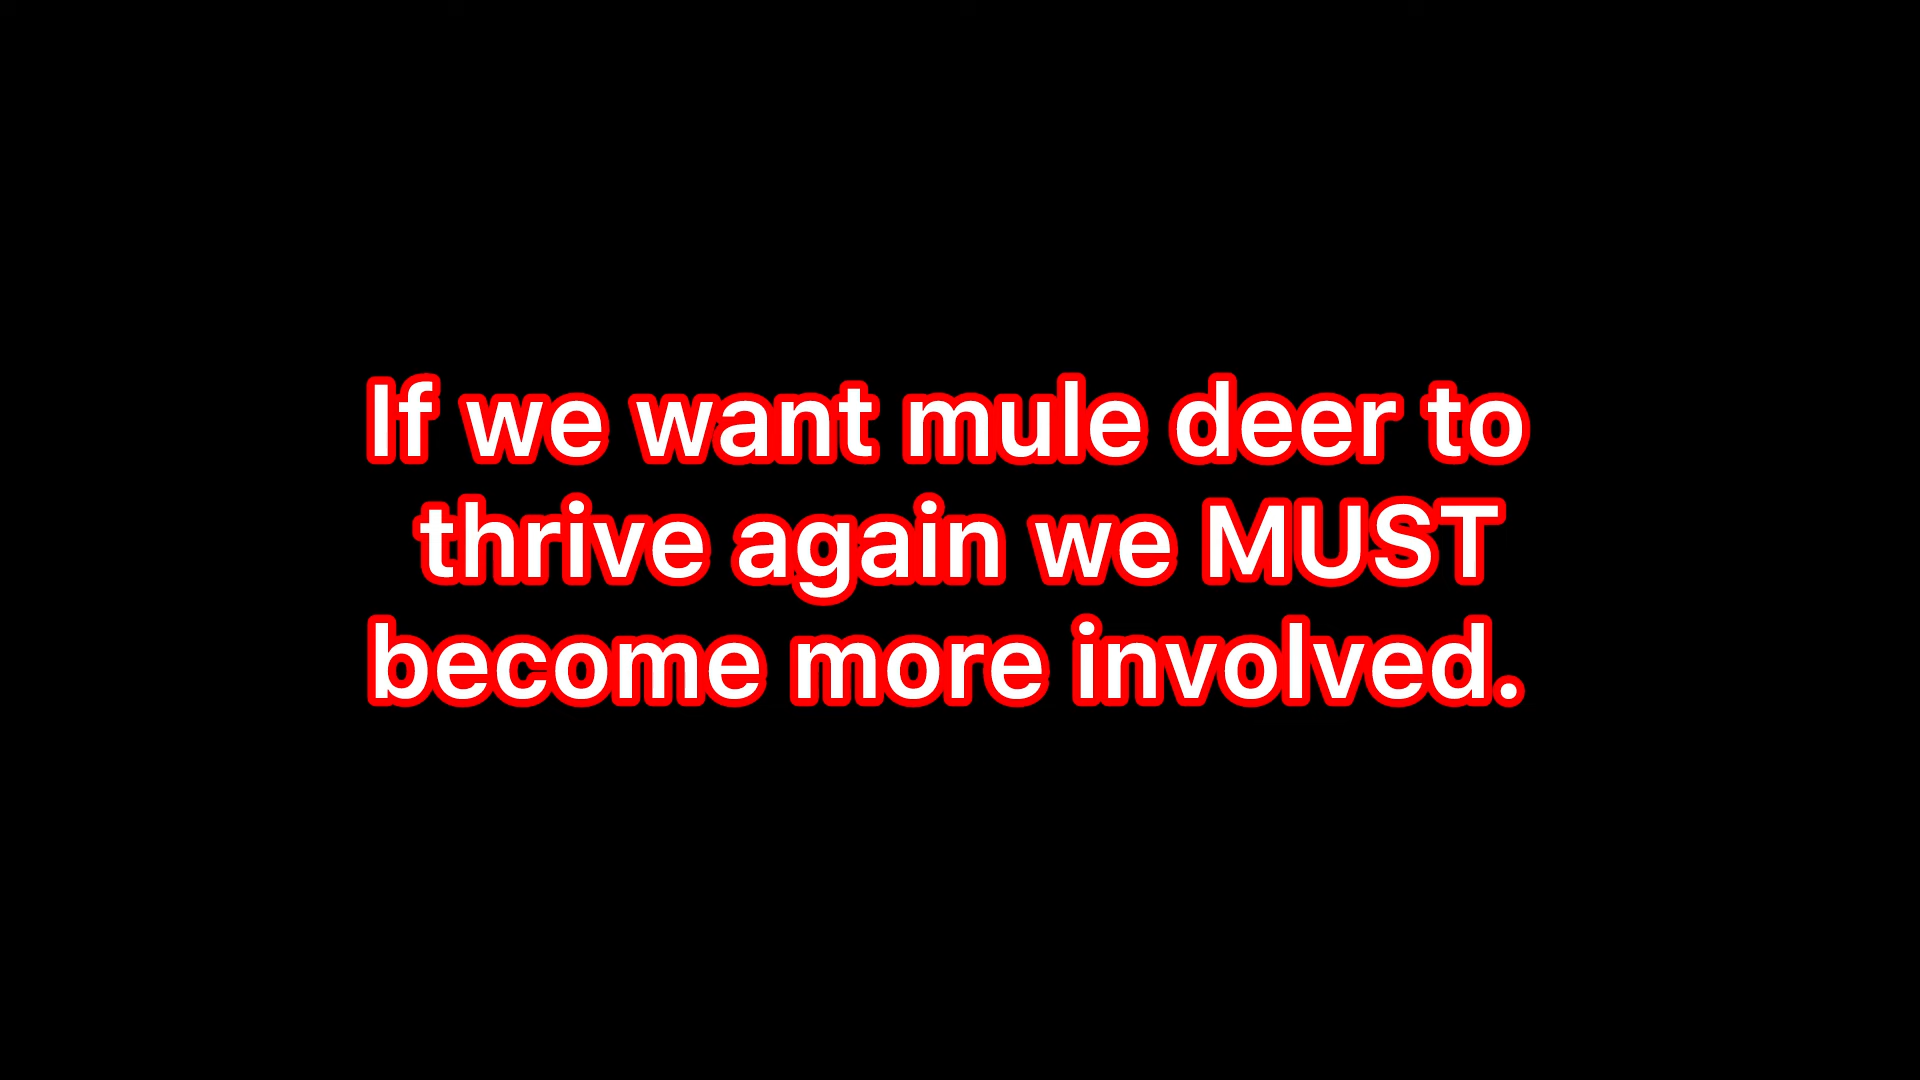 If we want mule deer to
thrive again we MUST
become more involved.